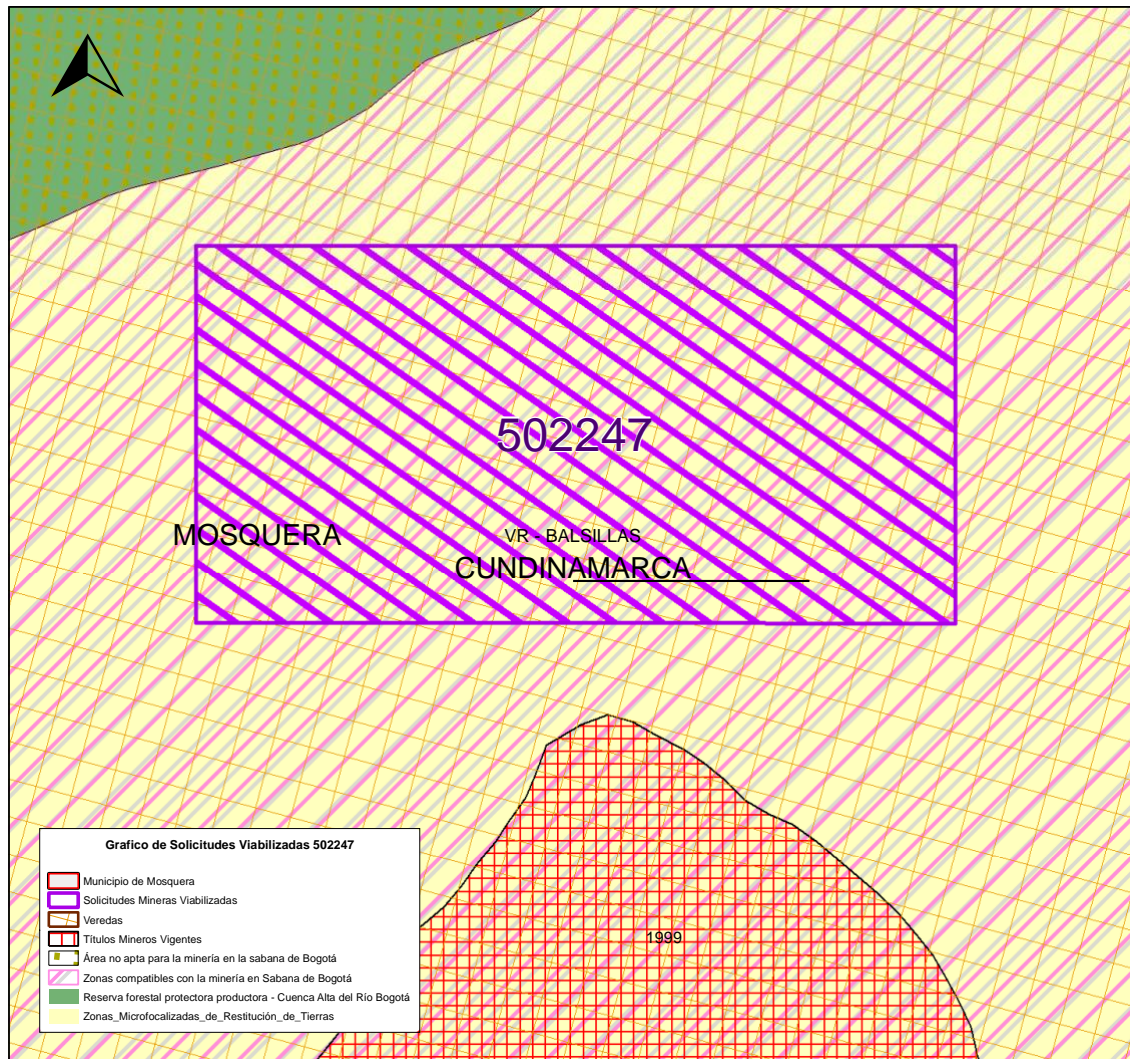 502247
MOSQUERA
VR - BALSILLAS
CUNDINAMARCA
1999
Grafico de Solicitudes Viabilizadas 502247
Municipio de Mosquera
Solicitudes Mineras Viabilizadas
Veredas
Títulos Mineros Vigentes
Área no apta para la minería en la sabana de Bogotá
Zonas compatibles con la minería en Sabana de Bogotá
Reserva forestal protectora productora - Cuenca Alta del Río Bogotá
Zonas_Microfocalizadas_de_Restitución_de_Tierras